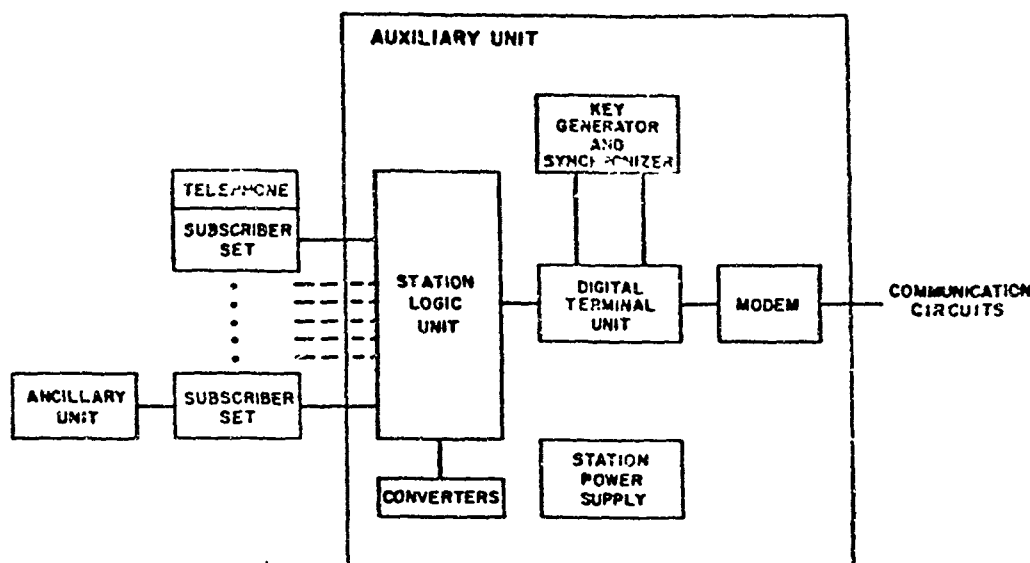 AUXILIARY UNIT
KEY
GENERATOR
AND
SYNCHRONIZER
TELEPHONE
SUBSCRIBER
SET
STATION
LOGIC
UNIT
DIGITAL
TERMINAL
UNIT
MODEM
COMMUNICATION
CIRCUITS
ANCILLARY
UNIT
SUBSCRIBER
SET
CONVERTERS
STATION
POWER
SUPPLY